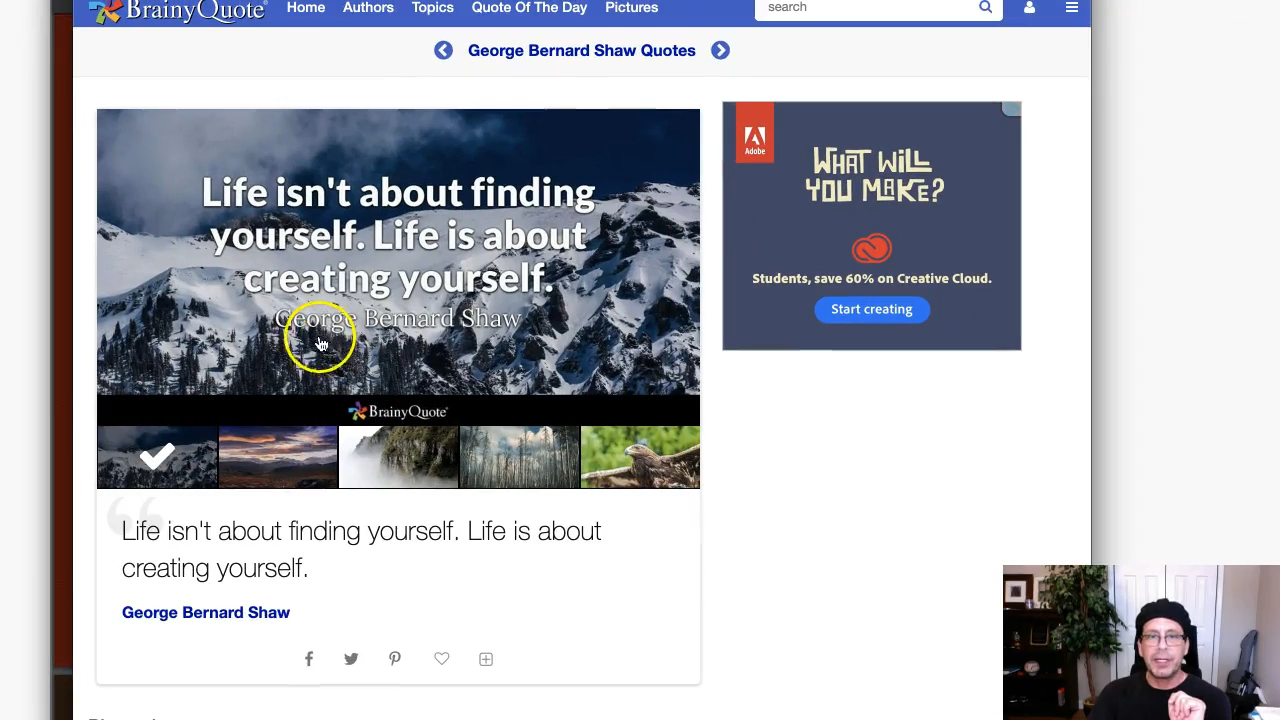 BrainyQuote
Home Authors Topics Quote Of The Day Pictures
search
George Bernard Shaw Quotes
Life isn't about finding
yourself. Life is about
creating yourself.
George Bernard Shaw
BrainyQuote
Life isn't about finding yourself. Life is about
creating yourself.
George Bernard Shaw
Adobe
WHAT WILL
YOU MAKE?
Students, save 60% on Creative Cloud.
Start creating